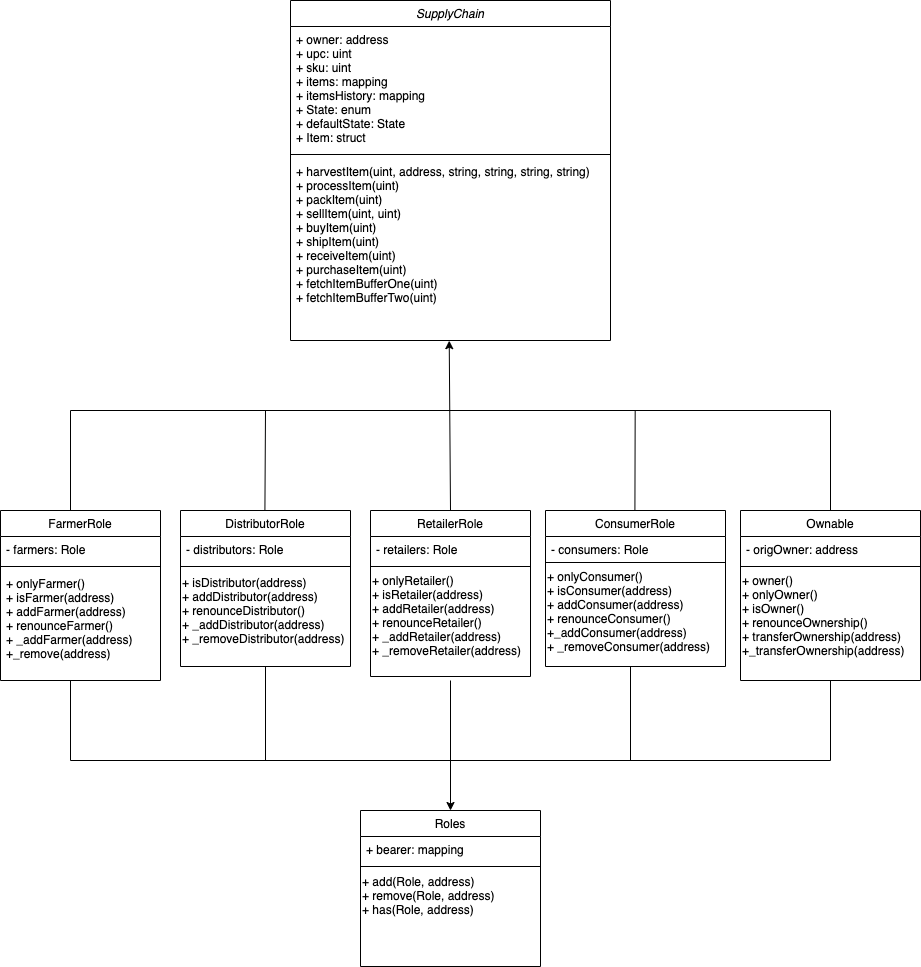 SupplyChain
+ owner: address
+ upc: uint
+ sku: uint
+ items: mapping
+ itemsHistory: mapping
+ State: enum
+ defaultState: State
+ Item: struct
+ harvestItem(uint, address, string, string, string, string)
+ processItem(uint)
+ packItem(uint)
+ sellItem(uint, uint)
+ buyItem(uint)
+ shipItem(uint)
+ receiveItem(uint)
+ purchaseItem(uint)
+ fetchItemBufferOne(uint)
+ fetchItemBufferTwo(uint)
FarmerRole
- farmers: Role
+ onlyFarmer()
+ isFarmer(address)
+ addFarmer(address)
+ renounceFarmer()
+ _addFarmer(address)
+_remove(address)
DistributorRole
- distributors: Role
+ isDistributor(address)
+ addDistributor(address)
+ renounceDistributor()
+ _addDistributor(address)
+ _removeDistributor(address)
RetailerRole
- retailers: Role
+ onlyRetailer()
+ isRetailer(address)
+ addRetailer(address)
+ renounceRetailer()
+ _addRetailer(address)
+ _removeRetailer(address)
ConsumerRole
- consumers: Role
+ onlyConsumer()
+ isConsumer(address)
+ addConsumer(address)
+ renounceConsumer()
+_addConsumer(address)
+ _removeConsumer(address)
Ownable
- origOwner: address
+ owner()
+ onlyOwner()
+ isOwner()
+ renounceOwnership()
+ transferOwnership(address)
+_transferOwnership(address)
Roles
+ bearer: mapping
+ add(Role, address)
+ remove(Role, address)
+ has(Role, address)